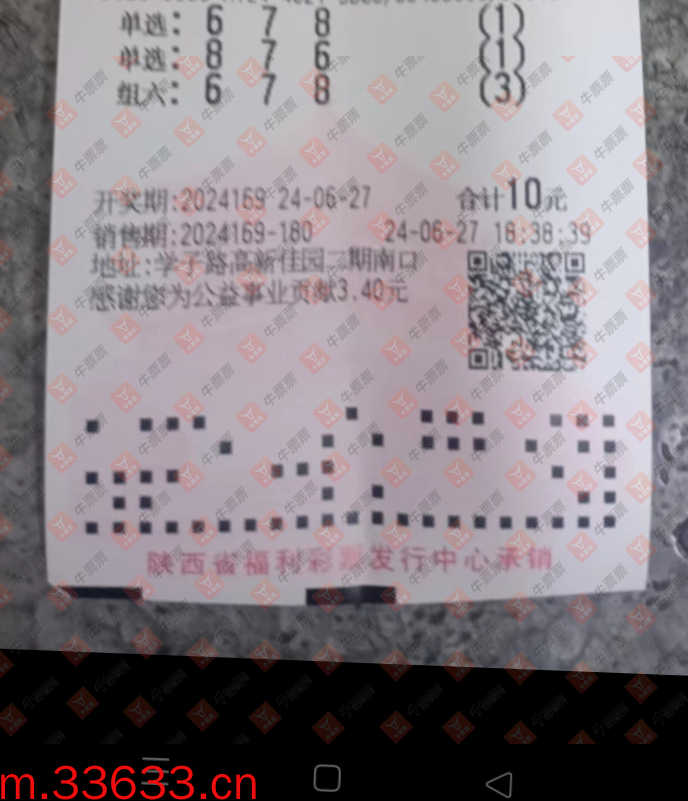 单选: 6 7 8 (1)
单选: 8 7 6 (1)
组六: 6 7 8 (3)
开奖期:2024169 24-06-27 合计10元
销售期:2024169-180 24-06-27 18:38:39
地址:学子路高新佳园二期南口
感谢您为公益事业贡献3.40元
陕西省福利彩票发行中心承销
牛票票
m.33633.cn